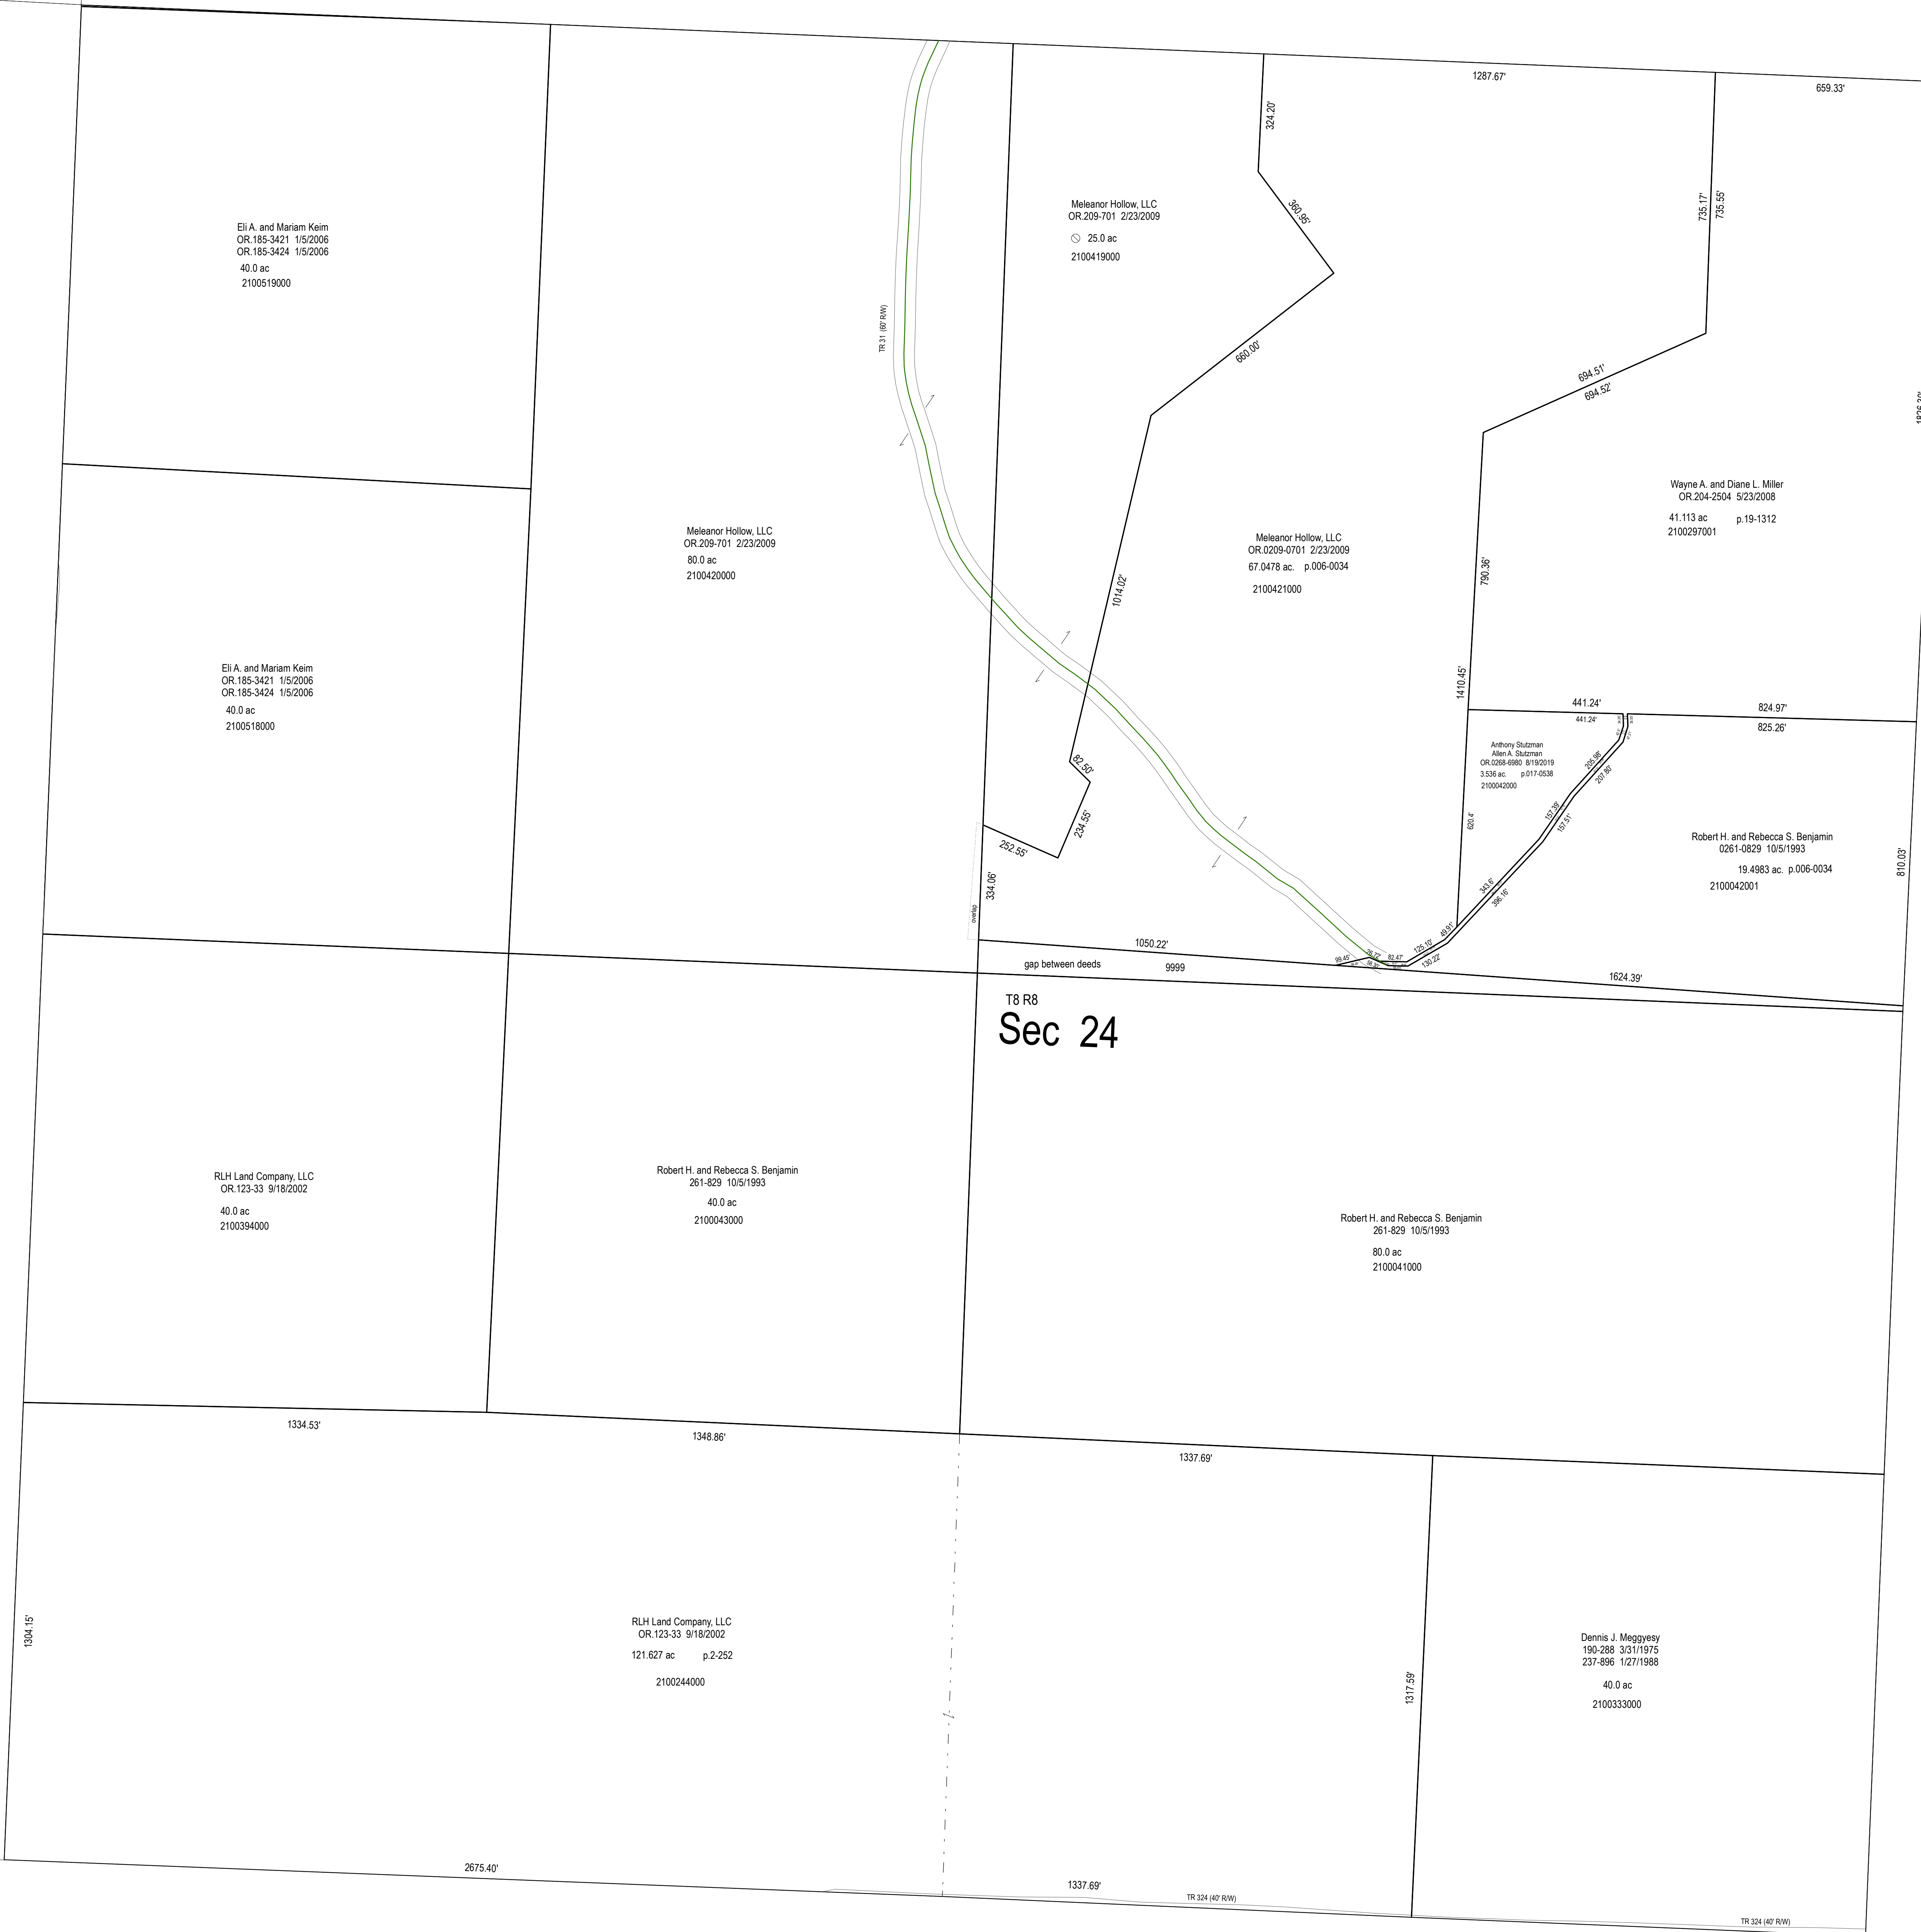 1287.67'
659.33'
324.20'
360.95'
735.17'
735.55'
Eli A. and Mariam Keim
OR.185-3421 1/5/2006
OR.185-3424 1/5/2006
40.0 ac
2100519000
Meleanor Hollow, LLC
OR.209-701 2/23/2009
25.0 ac
2100419000
TR 31 (60' R/W)
660.00'
694.51'
694.52'
Meleanor Hollow, LLC
OR.209-701 2/23/2009
80.0 ac
2100420000
Meleanor Hollow, LLC
OR.0209-0701 2/23/2009
67.0478 ac. p.006-0034
2100421000
Wayne A. and Diane L. Miller
OR.204-2504 5/23/2008
41.113 ac p.19-1312
2100297001
1014.02'
790.36'
1410.45'
Eli A. and Mariam Keim
OR.185-3421 1/5/2006
OR.185-3424 1/5/2006
40.0 ac
2100518000
441.24'
441.24'
824.97'
825.26'
82.50'
234.55'
252.55'
334.06'
overlap
Anthony Stutzman
Allen A. Stutzman
OR.0268-6980 8/19/2019
3.536 ac. p.017-0538
2100042000
620.4'
205.98'
207.80'
157.39'
157.51'
343.6'
396.16'
49.91'
125.10'
130.22'
82.47'
99.45'
Robert H. and Rebecca S. Benjamin
0261-0829 10/5/1993
19.4983 ac. p.006-0034
2100042001
810.03'
1050.22'
gap between deeds
9999
1624.39'
T8 R8
Sec 24
RLH Land Company, LLC
OR.123-33 9/18/2002
40.0 ac
2100394000
Robert H. and Rebecca S. Benjamin
261-829 10/5/1993
40.0 ac
2100043000
Robert H. and Rebecca S. Benjamin
261-829 10/5/1993
80.0 ac
2100041000
1334.53'
1348.86'
1337.69'
1304.15'
RLH Land Company, LLC
OR.123-33 9/18/2002
121.627 ac p.2-252
2100244000
1317.59'
Dennis J. Meggyesy
190-288 3/31/1975
237-896 1/27/1988
40.0 ac
2100333000
2675.40'
1337.69'
TR 324 (40' R/W)
TR 324 (40' R/W)